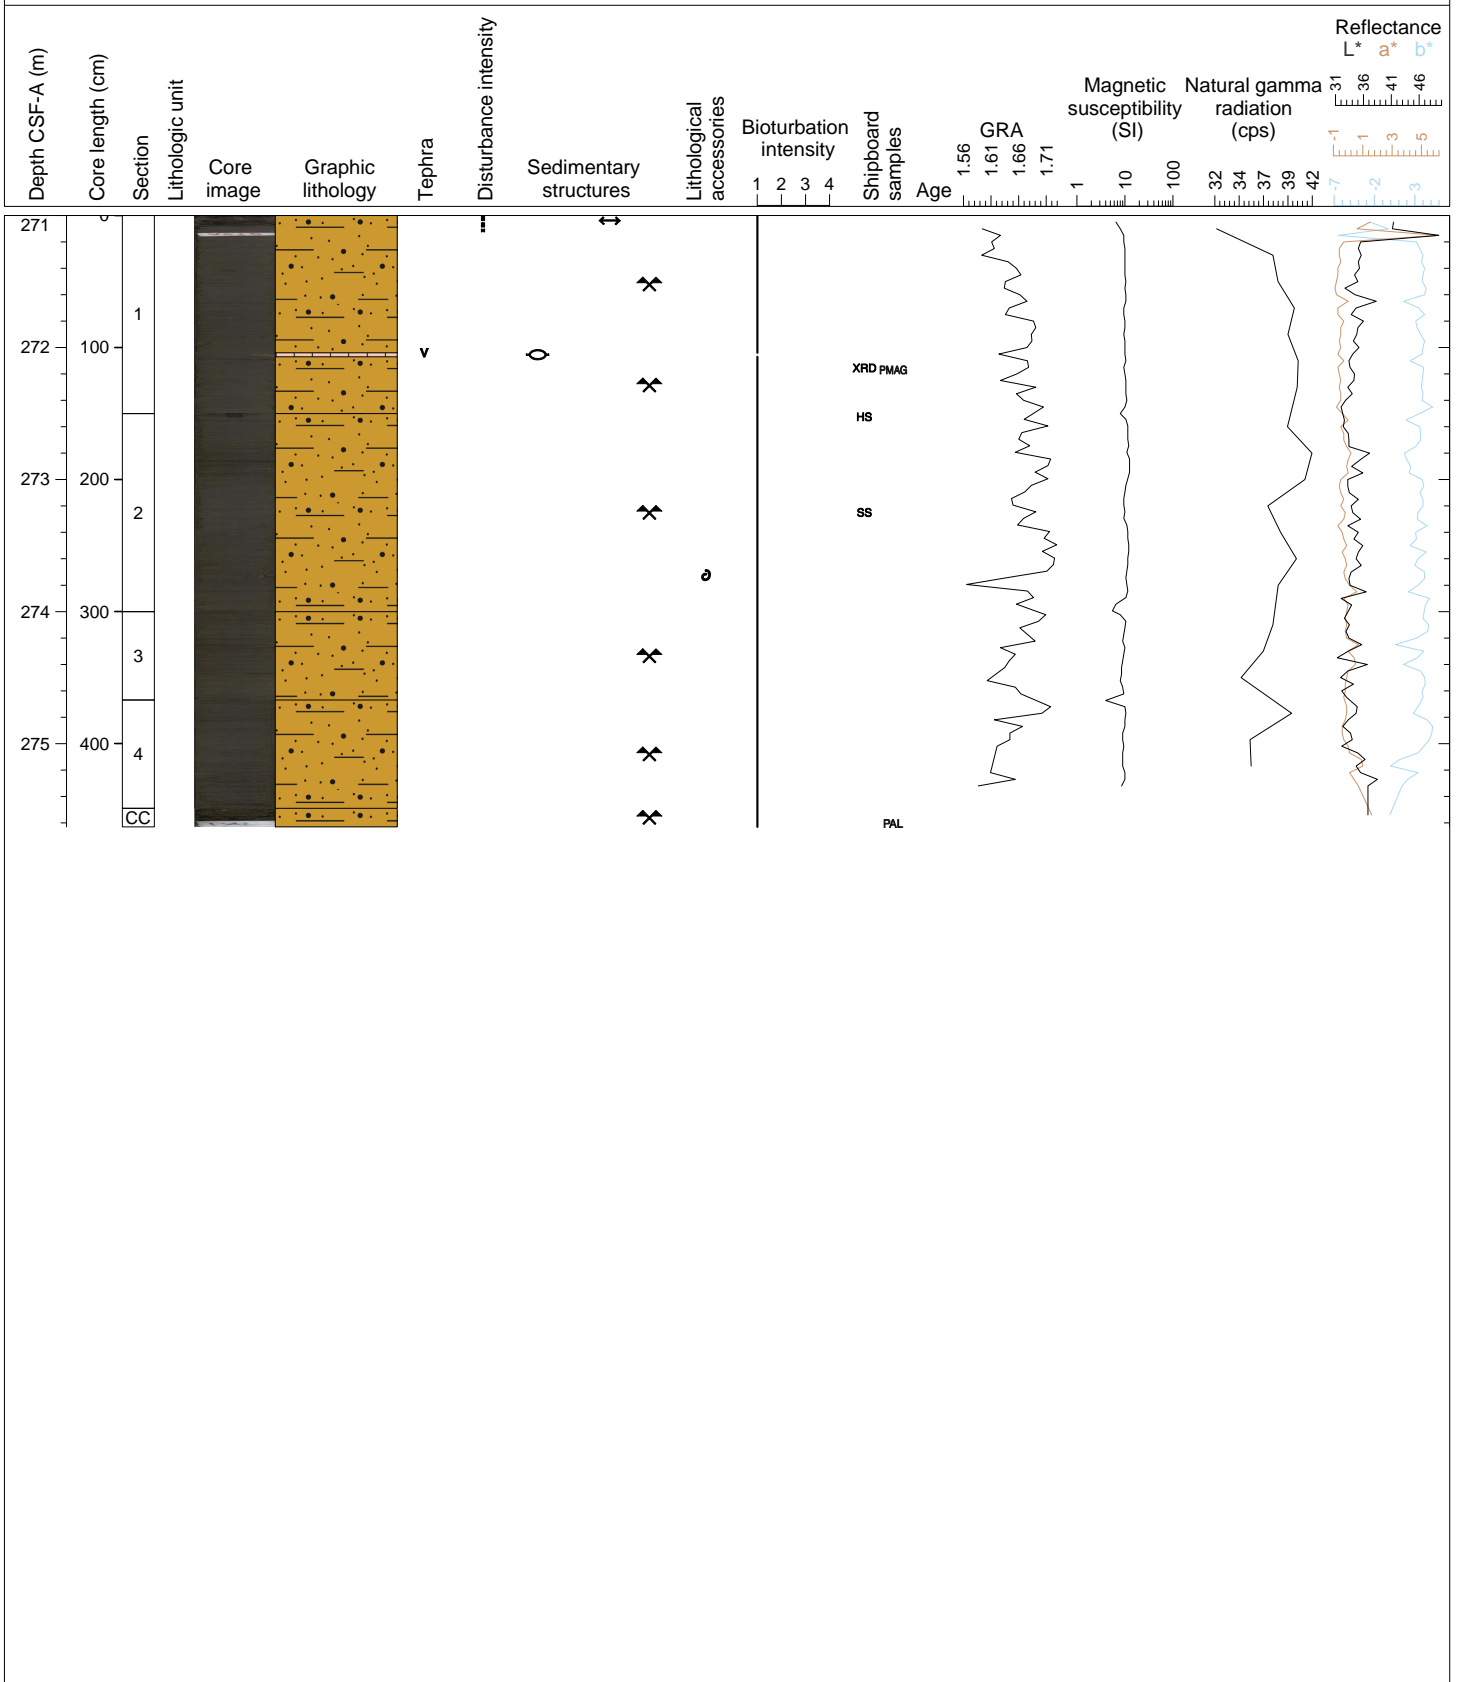 Depth CSF-A (m)
Core length (cm)
Section
Lithologic unit
Core
image
Graphic
lithology
Tephra
Disturbance intensity
Sedimentary
structures
Lithological
accessories
Bioturbation
intensity
1 2 3 4
Shipboard
samples
Age
GRA
1.56 1.61 1.66 1.71
Magnetic
susceptibility
(SI)
1 10 100
Natural gamma
radiation
(cps)
32 34 37 39 42
Reflectance
L* a* b*
31 36 41 46
-1 1 3 5
-7 -2 3
271 0
1
272 100 v
XRD PMAG
HS
273 200
2 SS
274 300
3
275 400
4
CC
PAL